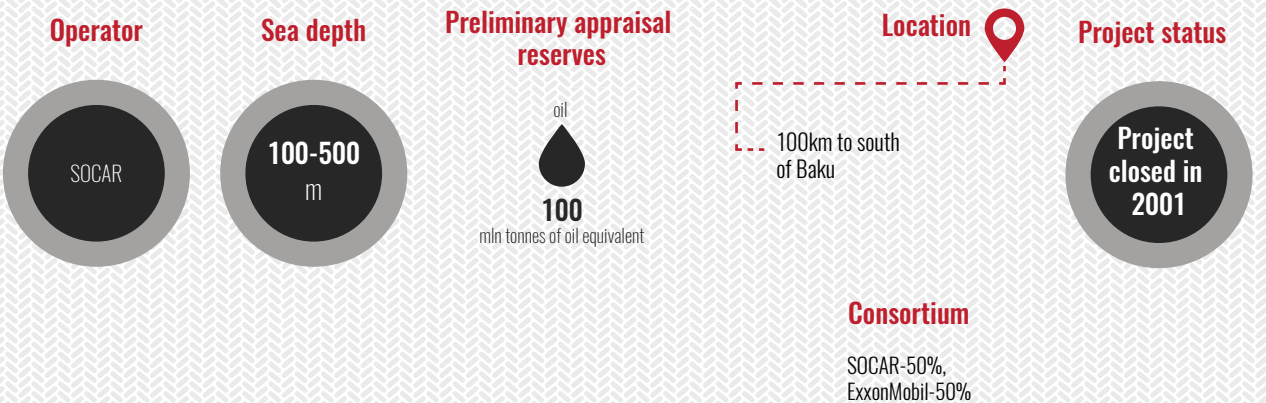 Operator
SOCAR
Sea depth
100-500
m
Preliminary appraisal
reserves
oil
100
mln tonnes of oil equivalent
Location
100km to south
of Baku
Project status
Project
closed in
2001
Consortium
SOCAR-50%,
ExxonMobil-50%